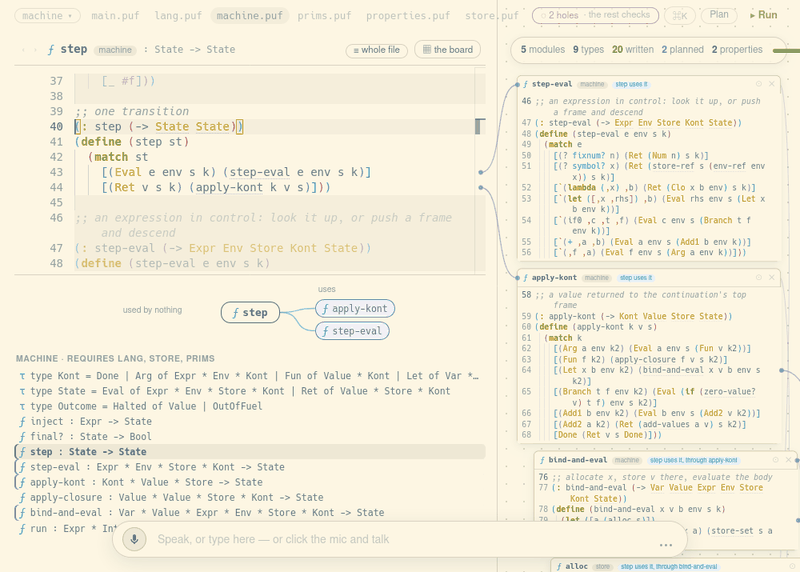 machine ▾ main.puf lang.puf machine.puf prims.puf properties.puf store.puf
2 holes · the rest checks ⌘K Plan ▸ Run
ƒ step machine : State -> State
≡ whole file
the board
5 modules 9 types 20 written 2 planned 2 properties
37 [_ #f]))
38
39 ;; one transition
40 (: step (-> State State))
41 (define (step st)
42 (match st
43 [(Eval e env s k) (step-eval e env s k)]
44 [(Ret v s k) (apply-kont k v s)]))
45
46 ;; an expression in control: look it up, or push a frame
and descend
47 (: step-eval (-> Expr Env Store Kont State))
48 (define (step-eval e env s k)
used by nothing
ƒ step
uses
ƒ apply-kont
ƒ step-eval
MACHINE · REQUIRES LANG, STORE, PRIMS
τ type Kont = Done | Arg of Expr * Env * Kont | Fun of Value * Kont | Let of Var *…
τ type State = Eval of Expr * Env * Store * Kont | Ret of Value * Store * Kont
τ type Outcome = Halted of Value | OutOfFuel
ƒ inject : Expr -> State
ƒ final? : State -> Bool
ƒ step : State -> State
ƒ step-eval : Expr * Env * Store * Kont -> State
ƒ apply-kont : Kont * Value * Store -> State
ƒ apply-closure : Value * Value * Store * Kont -> State
ƒ bind-and-eval : Var * Value * Expr * Env * Store * Kont -> State
ƒ run : Expr * Int
Speak, or type here — or click the mic and talk
...
ƒ step-eval machine step uses it
46 ;; an expression in control: look it up, or push
a frame and descend
47 (: step-eval (-> Expr Env Store Kont State))
48 (define (step-eval e env s k)
49 (match e
50 [(? fixnum? n) (Ret (Num n) s k)]
51 [(? symbol? x) (Ret (store-ref s (env-ref env
x)) s k)]
52 [`(lambda (,x) ,b) (Ret (Clo x b env) s k)]
53 [`(let ([,x ,rhs]) ,b) (Eval rhs env s (Let x
b env k))]
54 [`(if0 ,c ,t ,f) (Eval c env s (Branch t f
env k))]
55 [`(+ ,a ,b) (Eval a env s (Add1 b env k))]
56 [`(,f ,a) (Eval f env s (Arg a env k))]))
ƒ apply-kont machine step uses it
58 ;; a value returned to the continuation's top
frame
59 (: apply-kont (-> Kont Value Store State))
60 (define (apply-kont k v s)
61 (match k
62 [(Arg a env k2) (Eval a env s (Fun v k2))]
63 [(Fun f k2) (apply-closure f v s k2)]
64 [(Let x b env k2) (bind-and-eval x v b env s
k2)]
65 [(Branch t f env k2) (Eval (if (zero-value?
v) t f) env s k2)]
66 [(Add1 b env k2) (Eval b env s (Add2 v k2))]
67 [(Add2 a k2) (Ret (add-values a v) s k2)]
68 [Done (Ret v s Done)]))
ƒ bind-and-eval machine step uses it, through apply-kont
76 ;; allocate x, store v there, evaluate the body
77 (: bind-and-eval (-> Var Value Expr Env Store
Kont State))
78 (define (bind-and-eval x v b env s k)
79 (let ([a (alloc s)]
a) (store-set s a
ƒ alloc store step uses it, through bind-and-eval